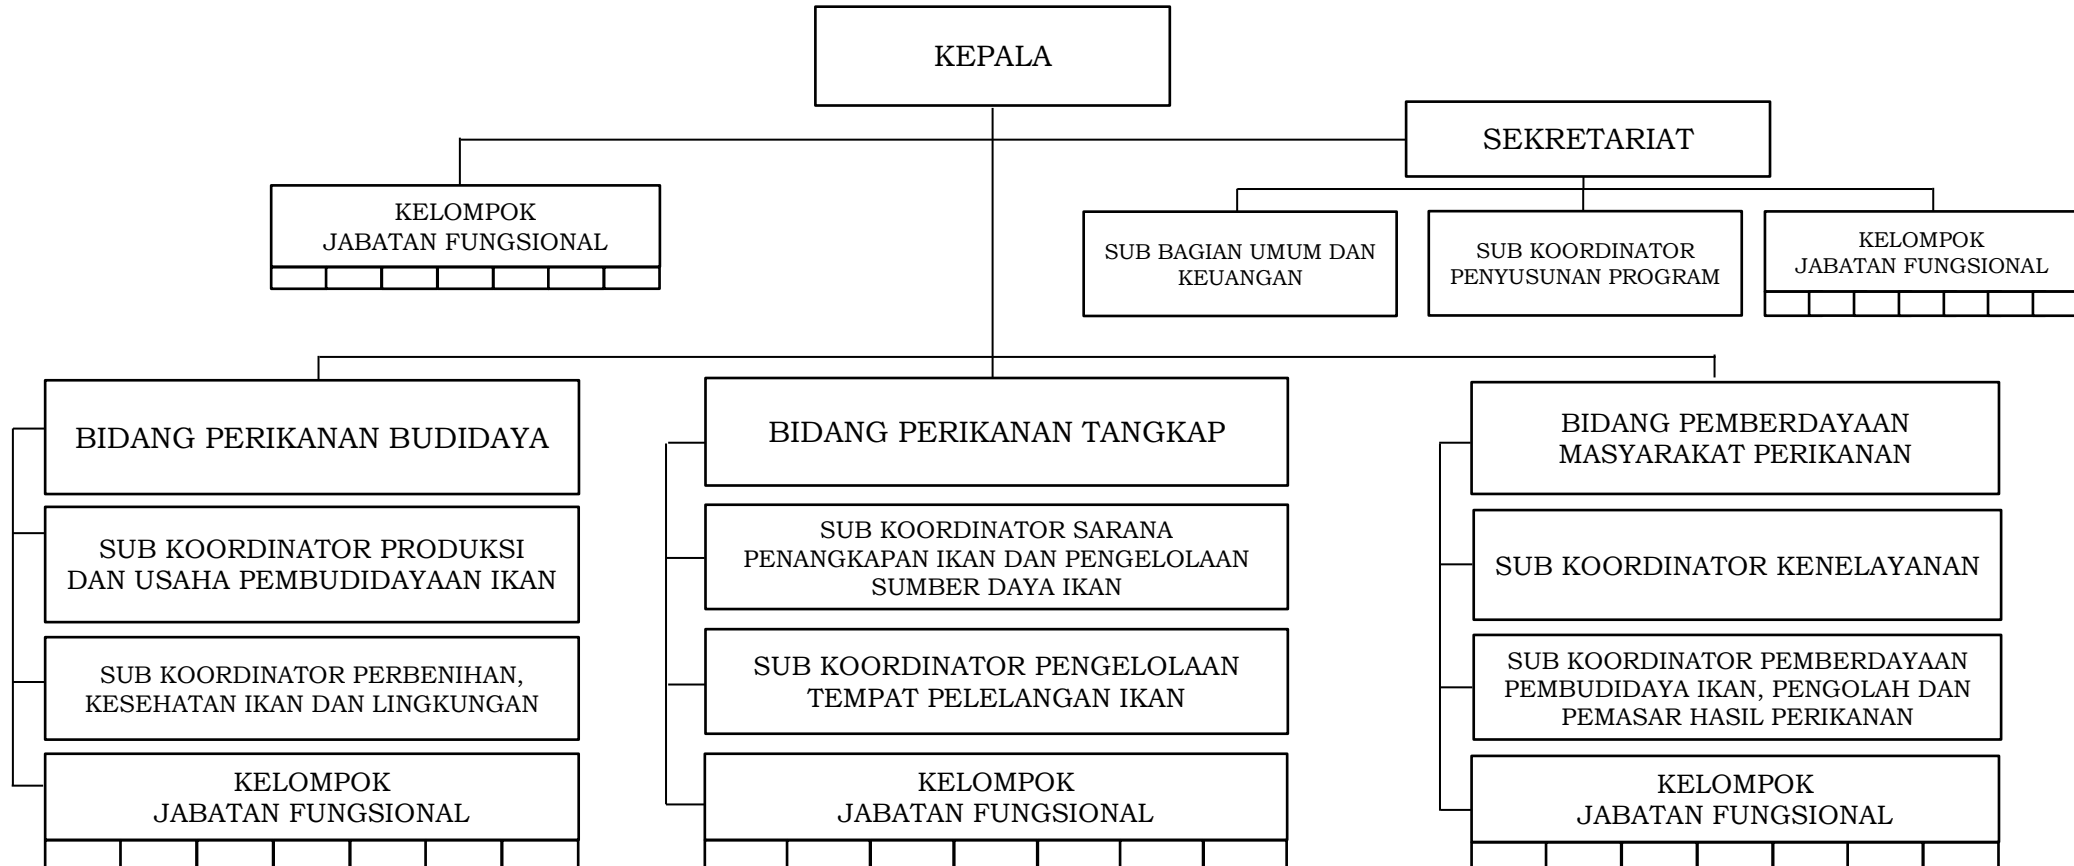 KEPALA
SEKRETARIAT
KELOMPOK
JABATAN FUNGSIONAL
SUB BAGIAN UMUM DAN
KEUANGAN
SUB KOORDINATOR
PENYUSUNAN PROGRAM
KELOMPOK
JABATAN FUNGSIONAL
BIDANG PERIKANAN BUDIDAYA
SUB KOORDINATOR PRODUKSI
DAN USAHA PEMBUDIDAYAAN IKAN
SUB KOORDINATOR PERBENIHAN,
KESEHATAN IKAN DAN LINGKUNGAN
KELOMPOK
JABATAN FUNGSIONAL
BIDANG PERIKANAN TANGKAP
SUB KOORDINATOR SARANA
PENANGKAPAN IKAN DAN PENGELOLAAN
SUMBER DAYA IKAN
SUB KOORDINATOR PENGELOLAAN
TEMPAT PELELANGAN IKAN
KELOMPOK
JABATAN FUNGSIONAL
BIDANG PEMBERDAYAAN
MASYARAKAT PERIKANAN
SUB KOORDINATOR KENELAYANAN
SUB KOORDINATOR PEMBERDAYAAN
PEMBUDIDAYA IKAN, PENGOLAH DAN
PEMASAR HASIL PERIKANAN
KELOMPOK
JABATAN FUNGSIONAL